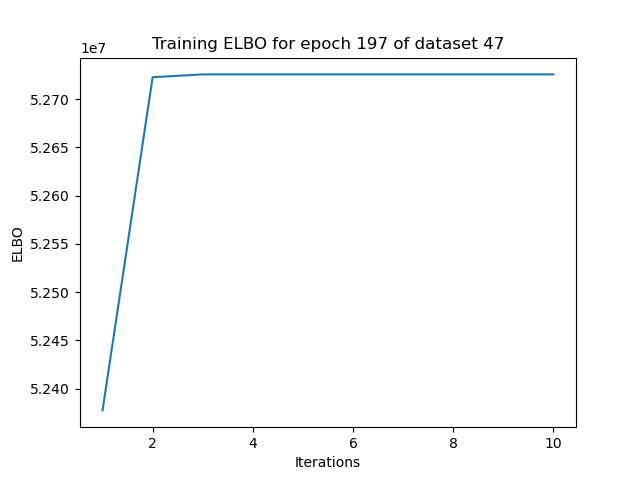 Training ELBO for epoch 197 of dataset 47
1e7
5.270
5.265
5.260
5.255
5.250
5.245
5.240
ELBO
2 4 6 8 10
Iterations